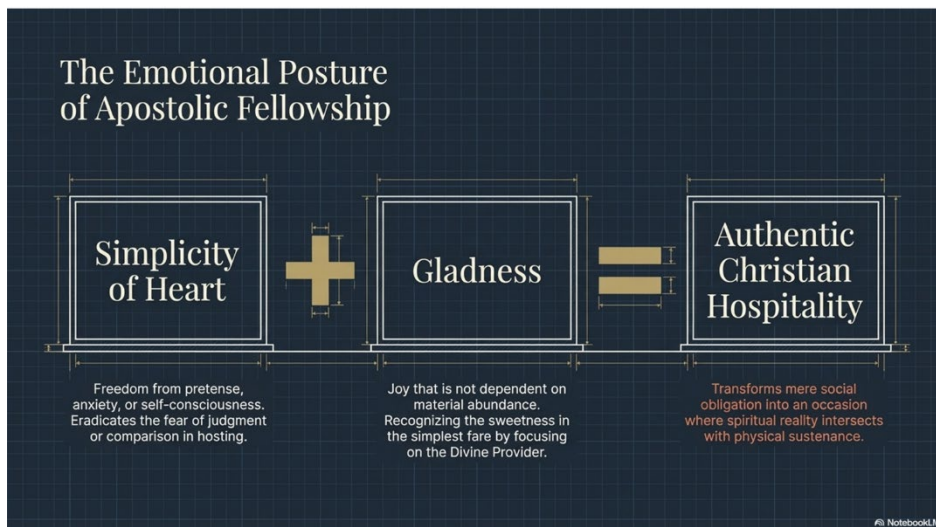 The Emotional Posture
of Apostolic Fellowship
Simplicity
of Heart
Gladness
Authentic
Christian
Hospitality
Freedom from pretense,
anxiety, or self-consciousness.
Eradicates the fear of judgment
or comparison in hosting.
Joy that is not dependent on
material abundance.
Recognizing the sweetness in
the simplest fare by focusing
on the Divine Provider.
Transforms mere social
obligation into an occasion
where spiritual reality intersects
with physical sustenance.